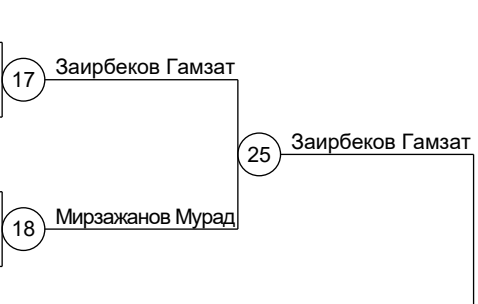 17 Заирбеков Гамзат
25 Заирбеков Гамзат
18 Мирзажанов Мурад